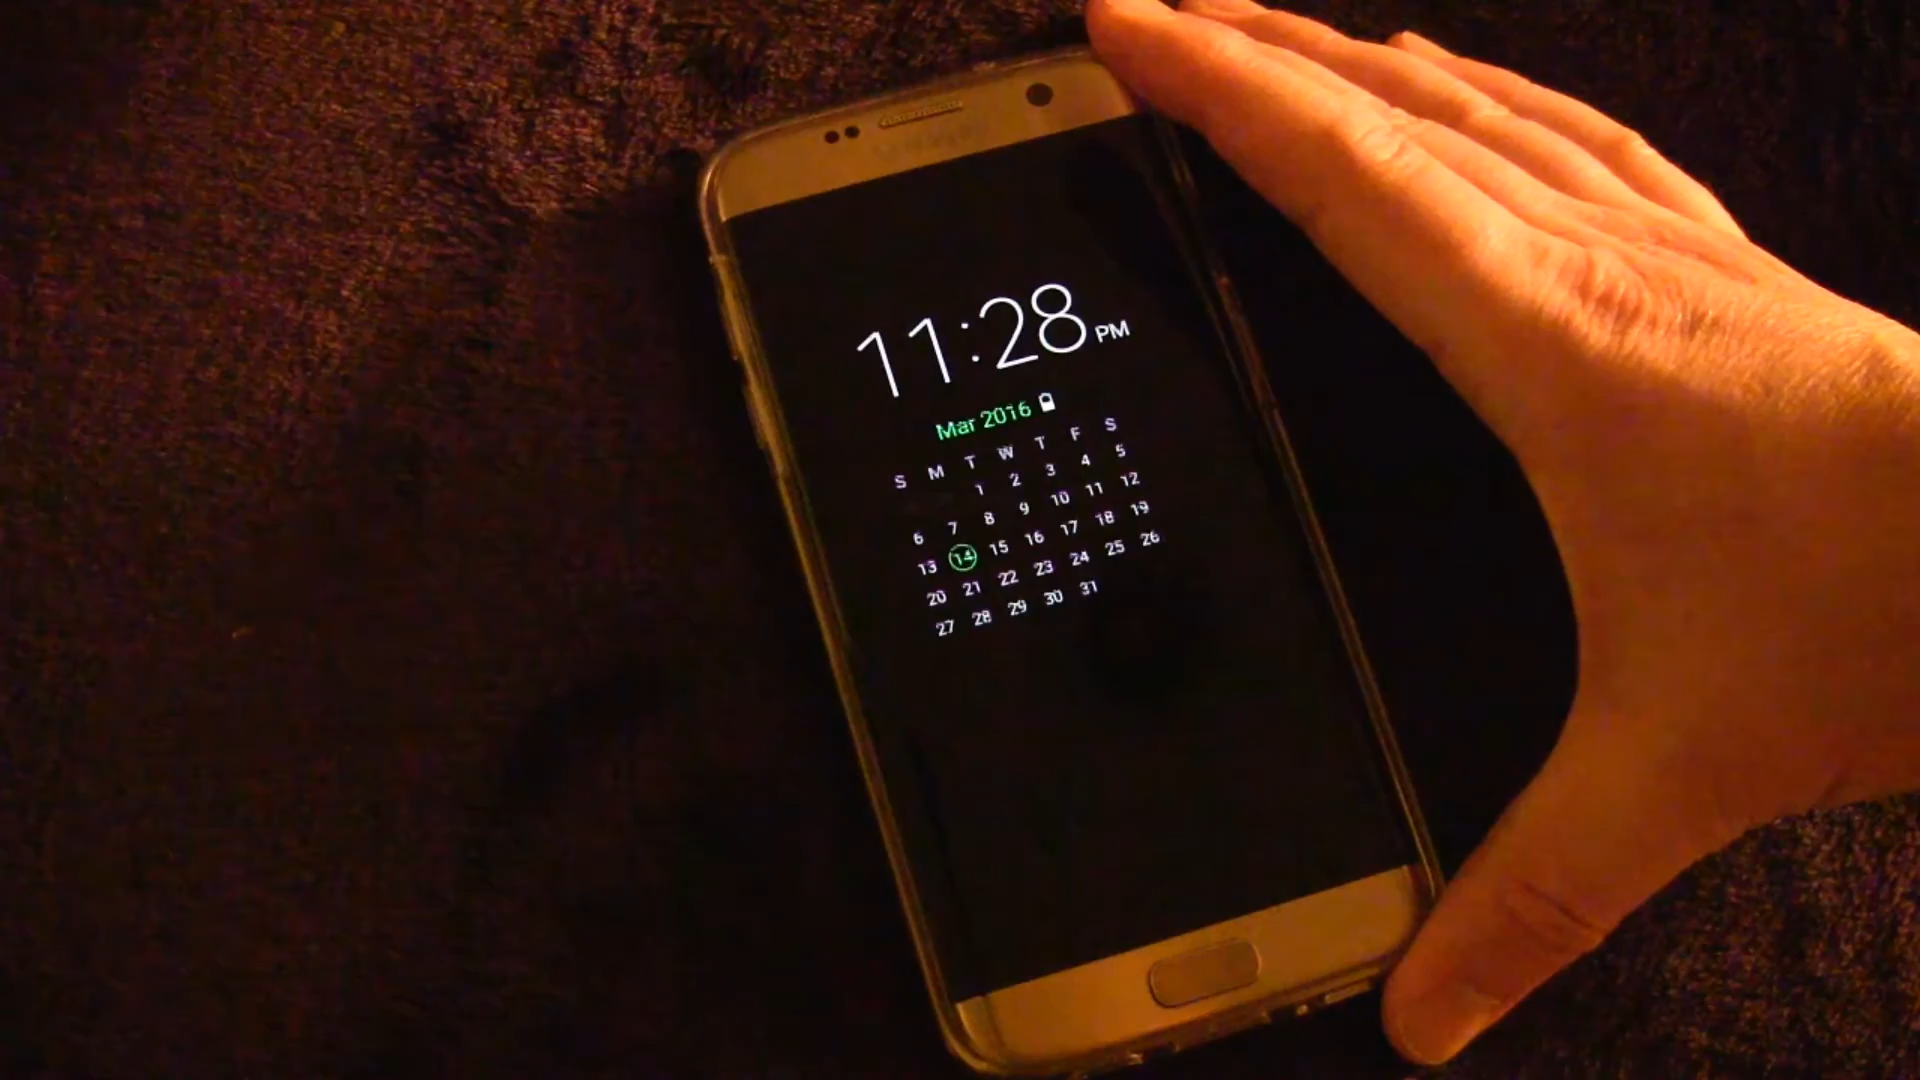 11:28 PM
Mar 2016
S M T W T F S
1 2 3 4 5
6 7 8 9 10 11 12
13 14 15 16 17 18 19
20 21 22 23 24 25 26
27 28 29 30 31